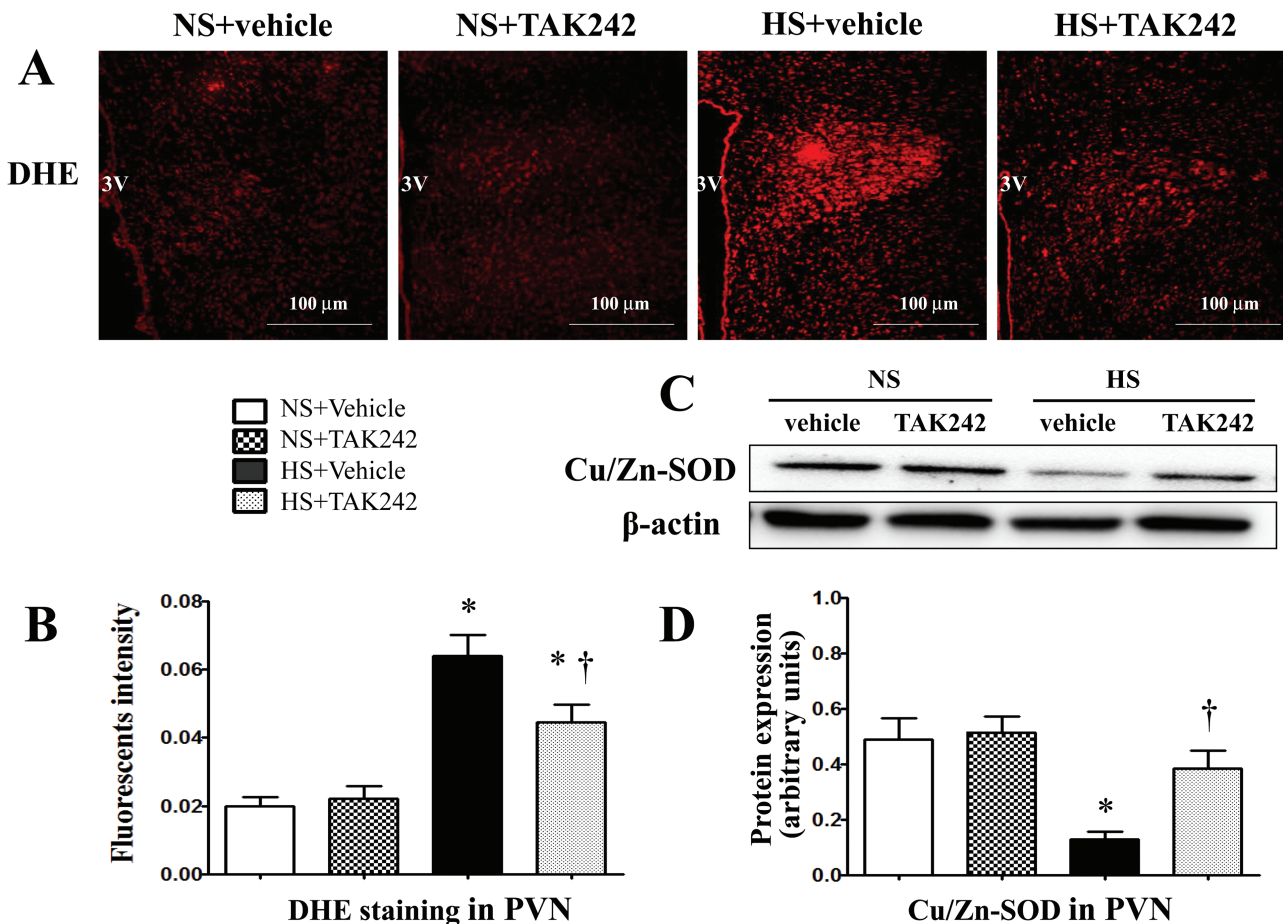 NS+vehicle NS+TAK242 HS+vehicle HS+TAK242
A
DHE
3V 3V 3V 3V
100 µm 100 µm 100 µm 100 µm
NS+Vehicle
NS+TAK242
HS+Vehicle
HS+TAK242
C
NS HS
vehicle TAK242 vehicle TAK242
Cu/Zn-SOD
β-actin
B
Fluorescents intensity
0.08
0.06
0.04
0.02
0.00
*
* †
DHE staining in PVN
D
Protein expression
(arbitrary units)
1.0
0.8
0.6
0.4
0.2
0.0
*
†
Cu/Zn-SOD in PVN